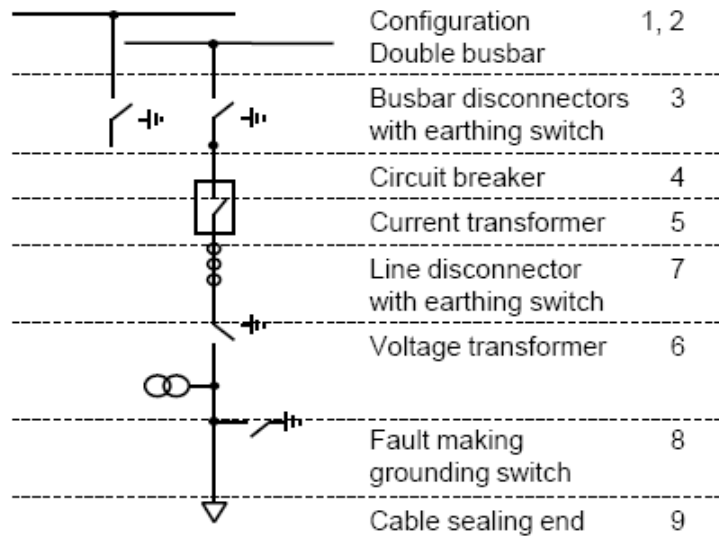 Configuration 1, 2
Double busbar
Busbar disconnectors 3
with earthing switch
Circuit breaker 4
Current transformer 5
Line disconnector 7
with earthing switch
Voltage transformer 6
Fault making 8
grounding switch
Cable sealing end 9